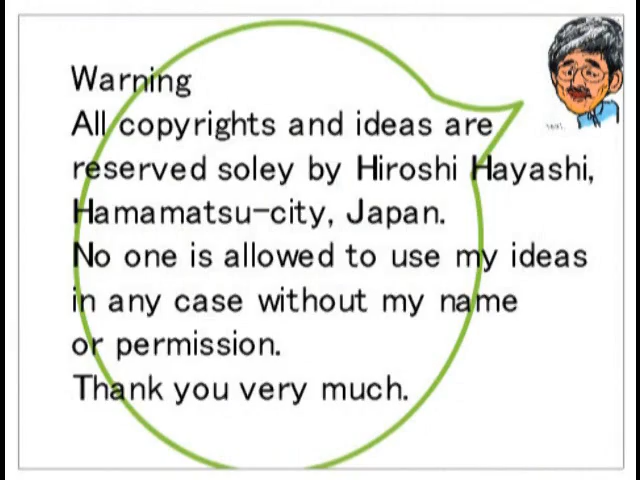 Warning
All copyrights and ideas are
reserved soley by Hiroshi Hayashi,
Hamamatsu-city, Japan.
No one is allowed to use my ideas
in any case without my name
or permission.
Thank you very much.